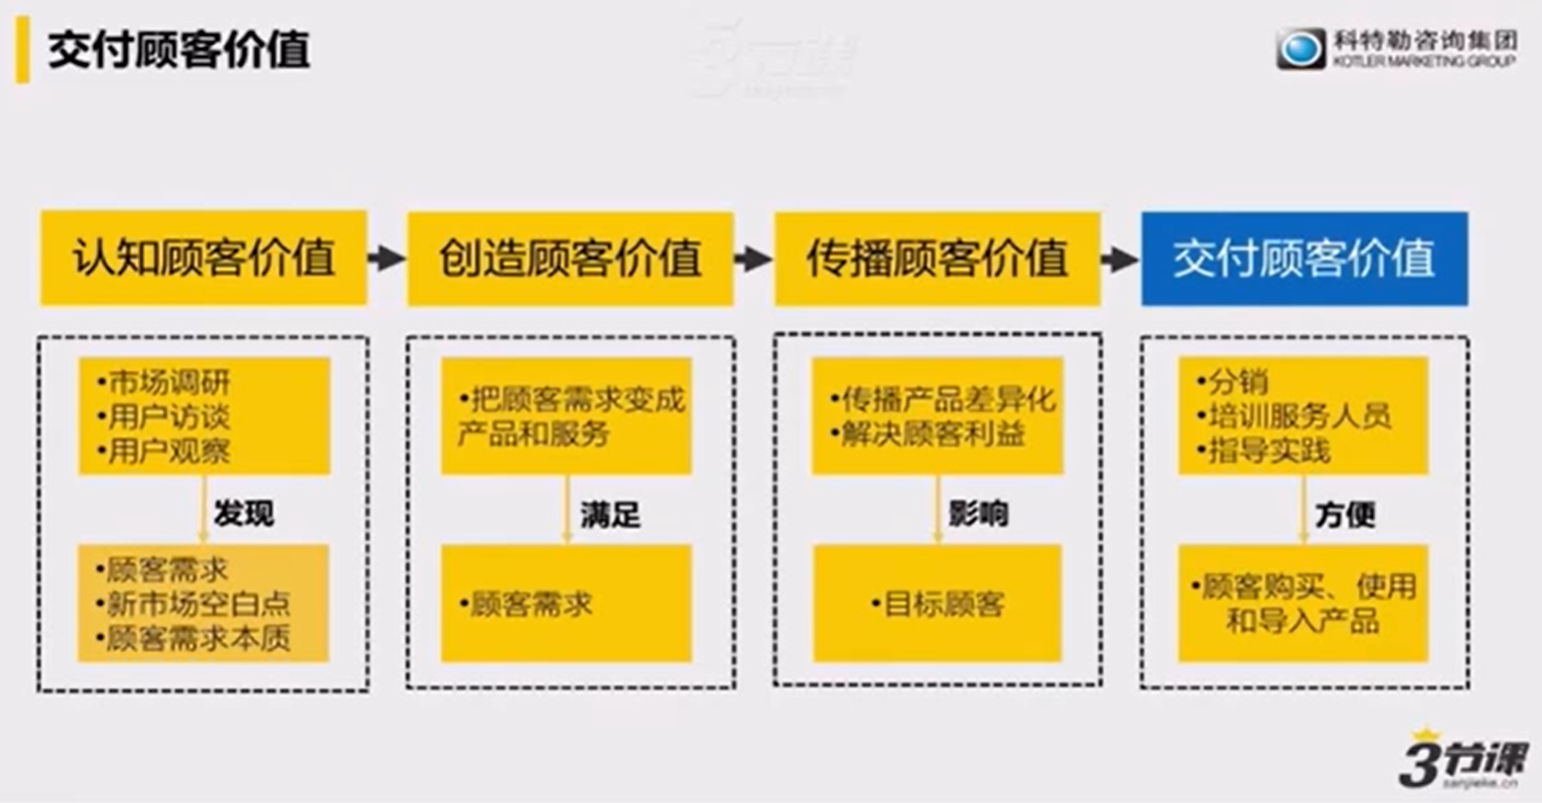 交付顾客价值
科特勒咨询集团
KOTLER MARKETING GROUP
认知顾客价值
创造顾客价值
传播顾客价值
交付顾客价值
•市场调研
•用户访谈
•用户观察
发现
•顾客需求
•新市场空白点
•顾客需求本质
•把顾客需求变成
产品和服务
满足
•顾客需求
•传播产品差异化
•解决顾客利益
影响
•目标顾客
•分销
•培训服务人员
•指导实践
方便
•顾客购买、使用
和导入产品
3节课
sanjieke.cn